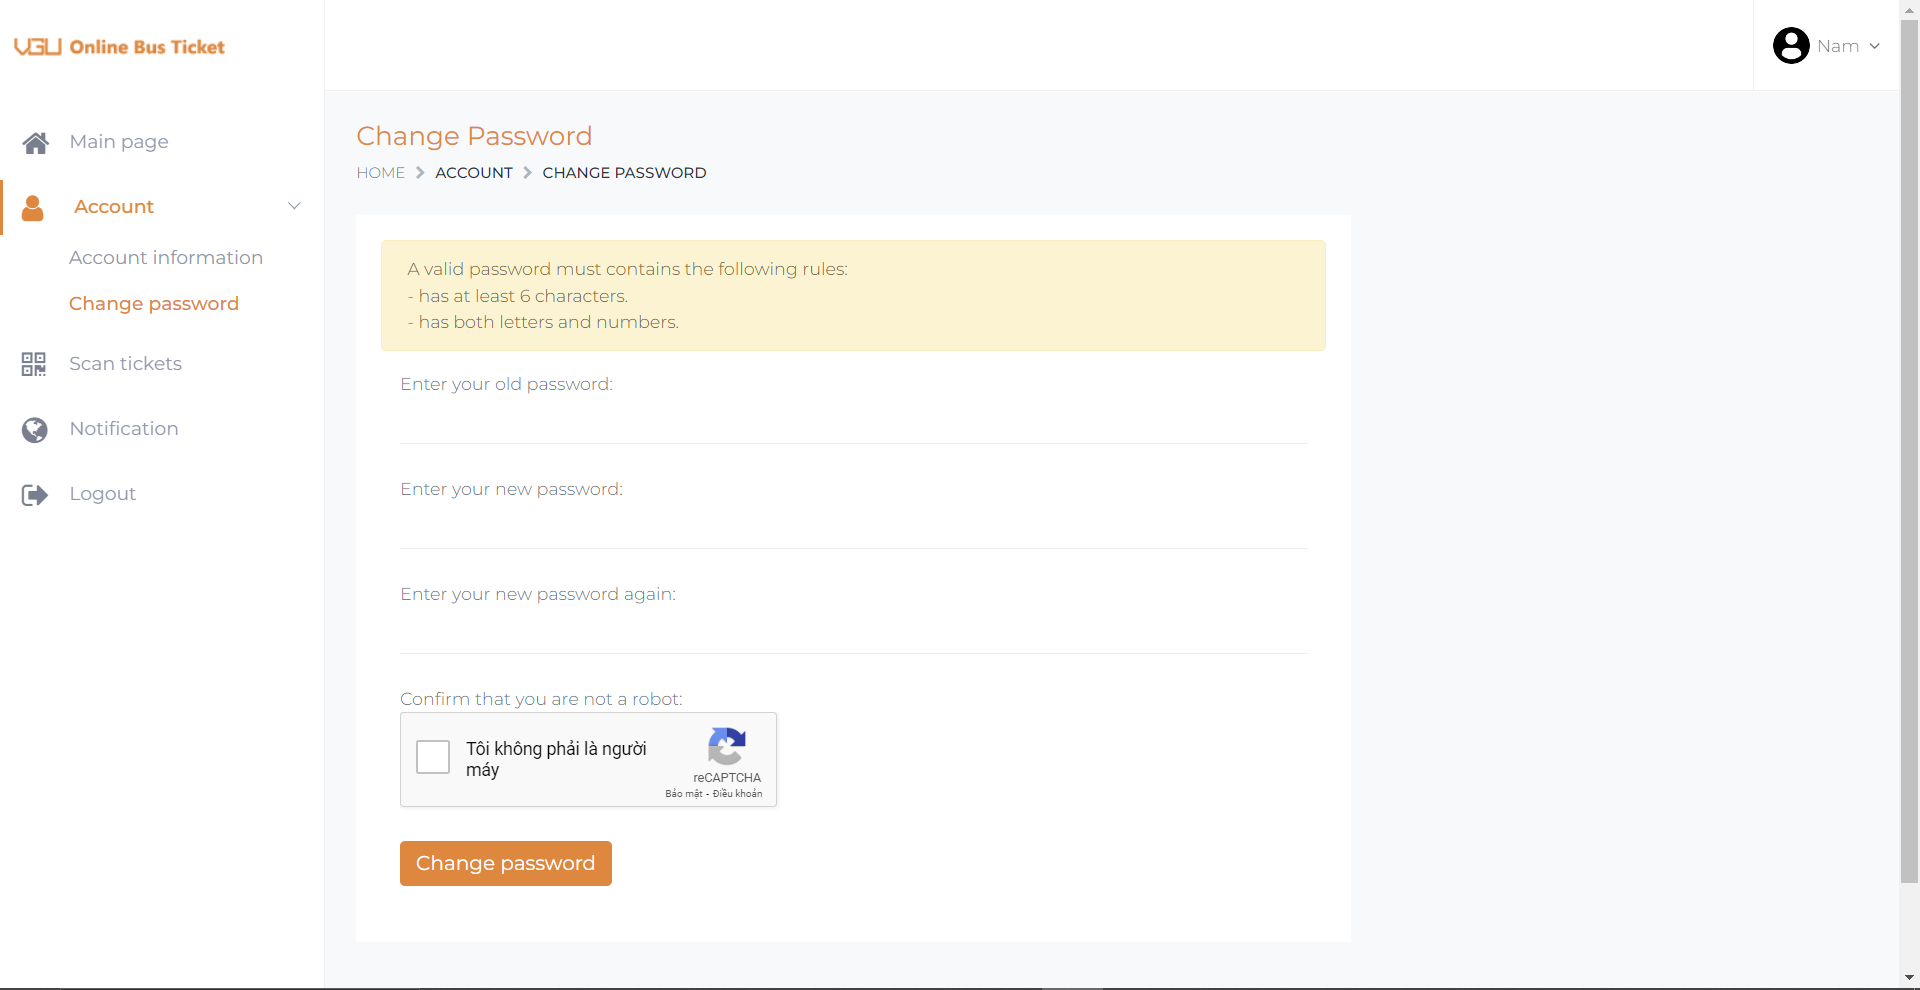 VGU Online Bus Ticket
Nam
Main page
Account
Account information
Change password
Scan tickets
Notification
Logout
Change Password
HOME > ACCOUNT > CHANGE PASSWORD
A valid password must contains the following rules:
- has at least 6 characters.
- has both letters and numbers.
Enter your old password:
Enter your new password:
Enter your new password again:
Confirm that you are not a robot:
Tôi không phải là người
máy
reCAPTCHA
Bảo mật - Điều khoản
Change password